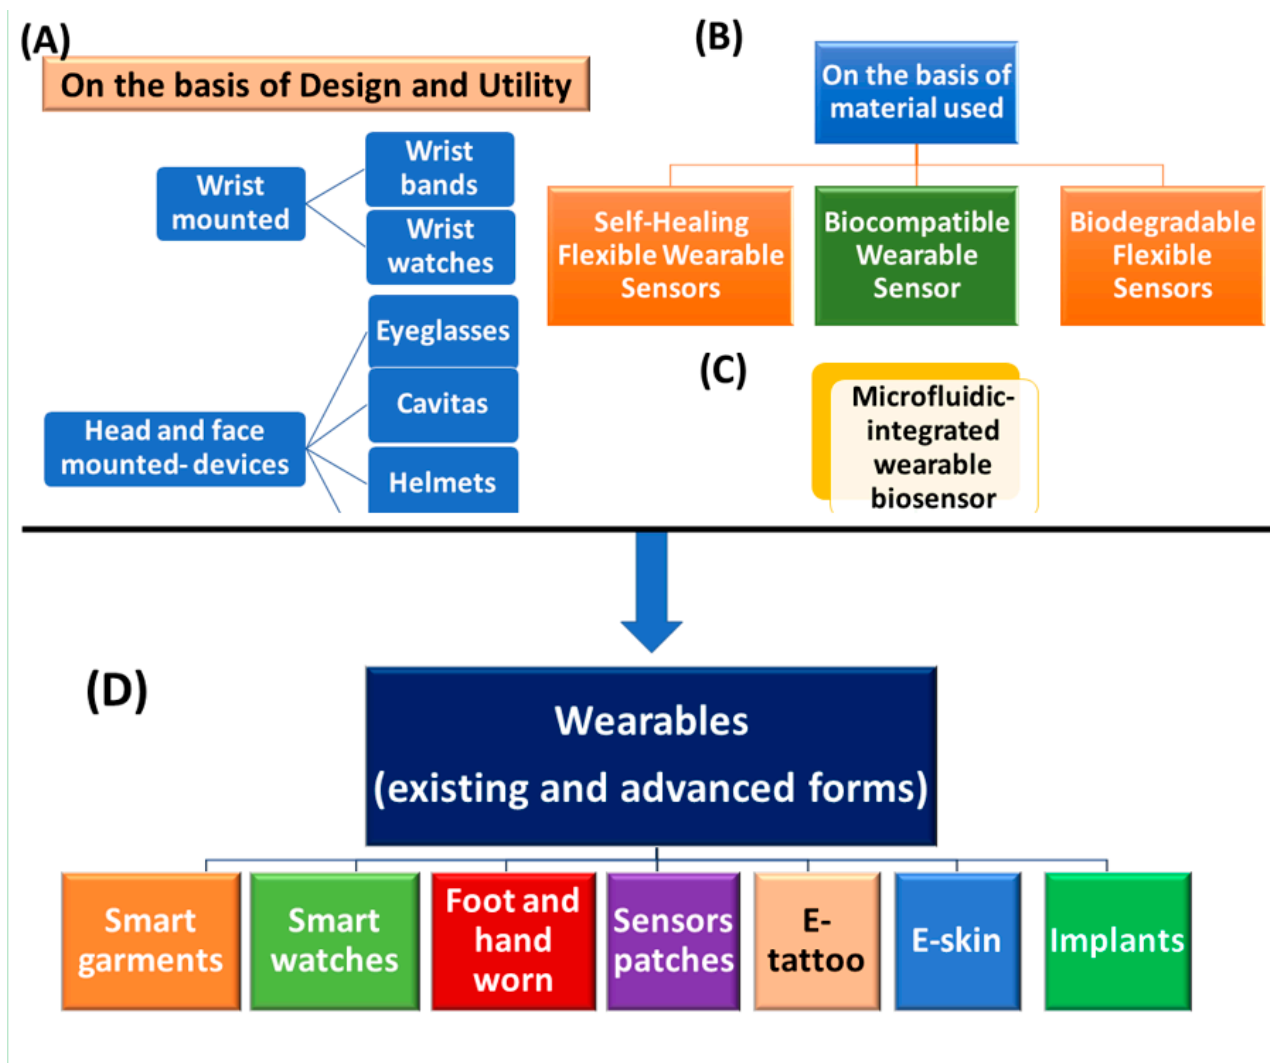 (A)
On the basis of Design and Utility
Wrist
mounted
Wrist
bands
Wrist
watches
Head and face
mounted- devices
Eyeglasses
Cavitas
Helmets
(B)
On the basis of
material used
Self-Healing
Flexible Wearable
Sensors
Biocompatible
Wearable
Sensor
Biodegradable
Flexible
Sensors
(C)
Microfluidic-
integrated
wearable
biosensor
(D)
Wearables
(existing and advanced forms)
Smart
garments
Smart
watches
Foot and
hand
worn
Sensors
patches
E-
tattoo
E-skin
Implants